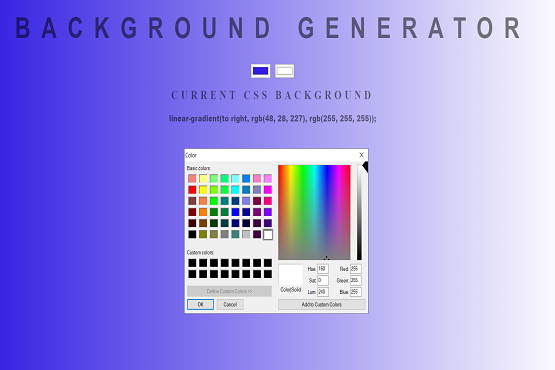 BACKGROUND GENERATOR
CURRENT CSS BACKGROUND
linear-gradient(to right, rgb(48, 28, 227), rgb(255, 255, 255));
Color X
Basic colors:
Custom colors:
Define Custom Colors >>
OK Cancel
Color|Solid
Hue: 160 Red: 255
Sat: 0 Green: 255
Lum: 240 Blue: 255
Add to Custom Colors